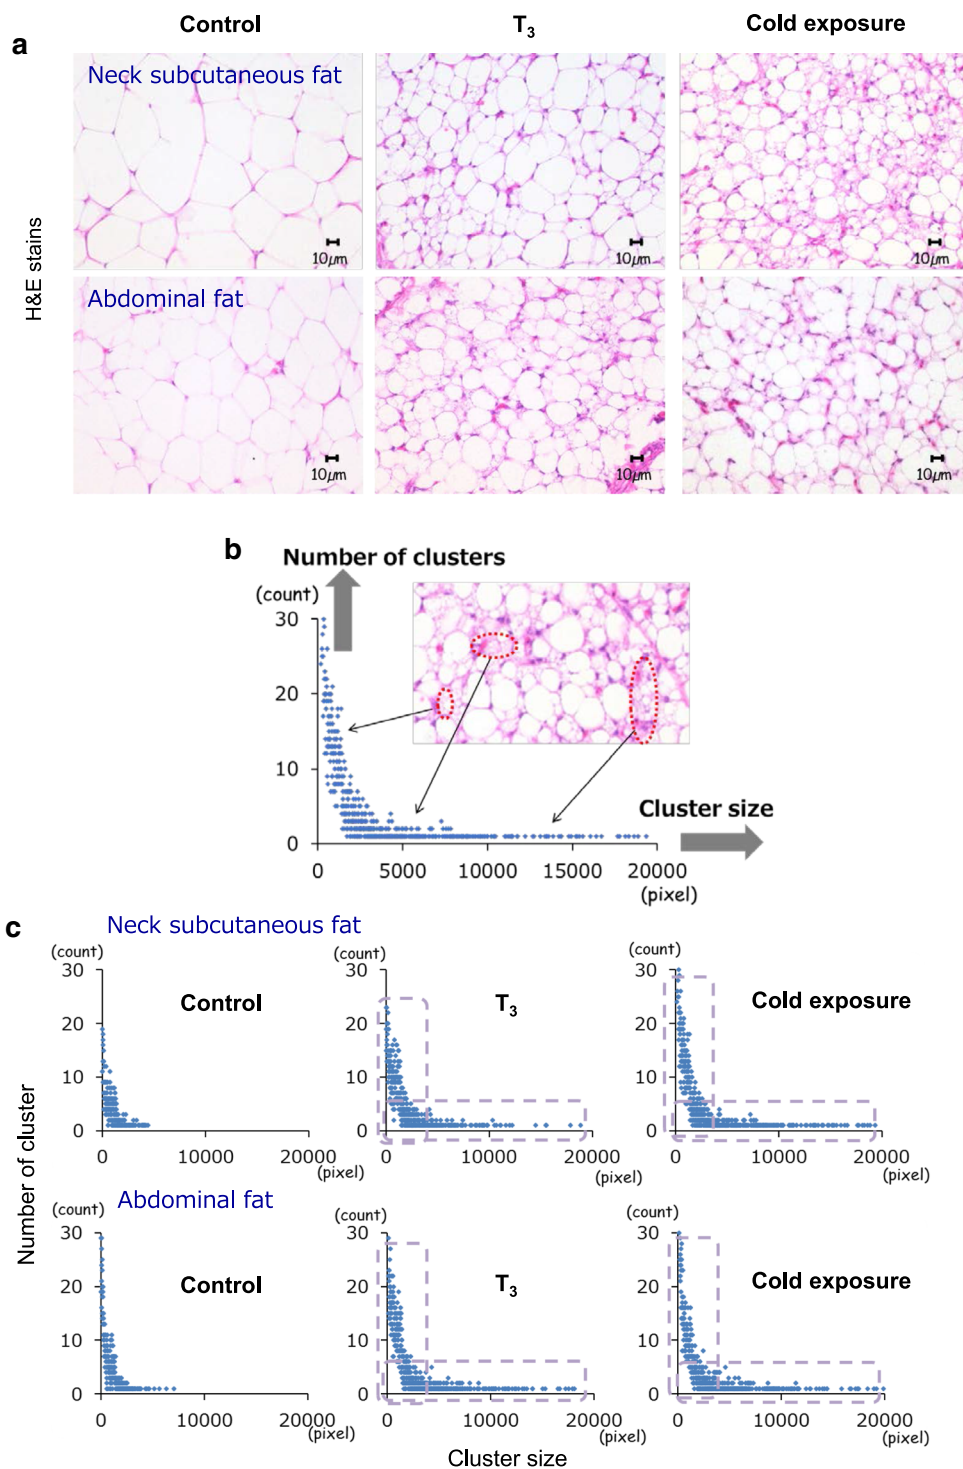 Control
T3
Cold exposure
a
Neck subcutaneous fat
10μm
10μm
10μm
H&E stains
Abdominal fat
10μm
10μm
10μm
b
Number of clusters
(count)
30
20
10
0
0 5000 10000 15000 20000
(pixel)
Cluster size
c
Neck subcutaneous fat
(count)
30
20
10
0
0 10000 20000
(pixel)
Control
(count)
30
20
10
0
0 10000 20000
(pixel)
T3
(count)
30
20
10
0
0 10000 20000
(pixel)
Cold exposure
Number of cluster
Abdominal fat
(count)
30
20
10
0
0 10000 20000
(pixel)
Control
(count)
30
20
10
0
0 10000 20000
(pixel)
T3
(count)
30
20
10
0
0 10000 20000
(pixel)
Cold exposure
Cluster size